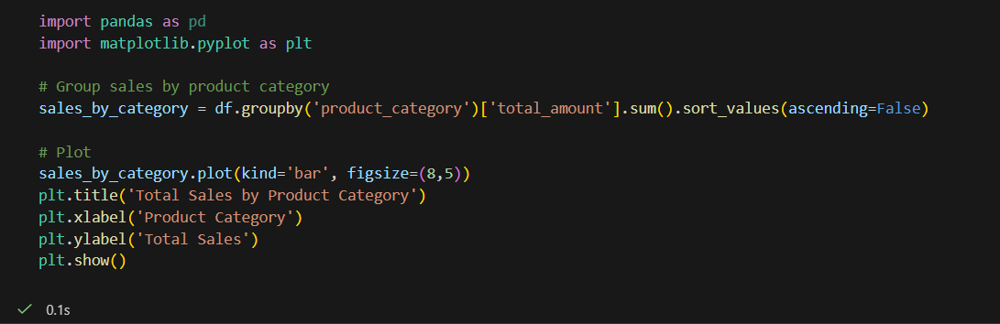 import pandas as pd
import matplotlib.pyplot as plt
# Group sales by product category
sales_by_category = df.groupby('product_category')['total_amount'].sum().sort_values(ascending=False)
# Plot
sales_by_category.plot(kind='bar', figsize=(8,5))
plt.title('Total Sales by Product Category')
plt.xlabel('Product Category')
plt.ylabel('Total Sales')
plt.show()
0.1s